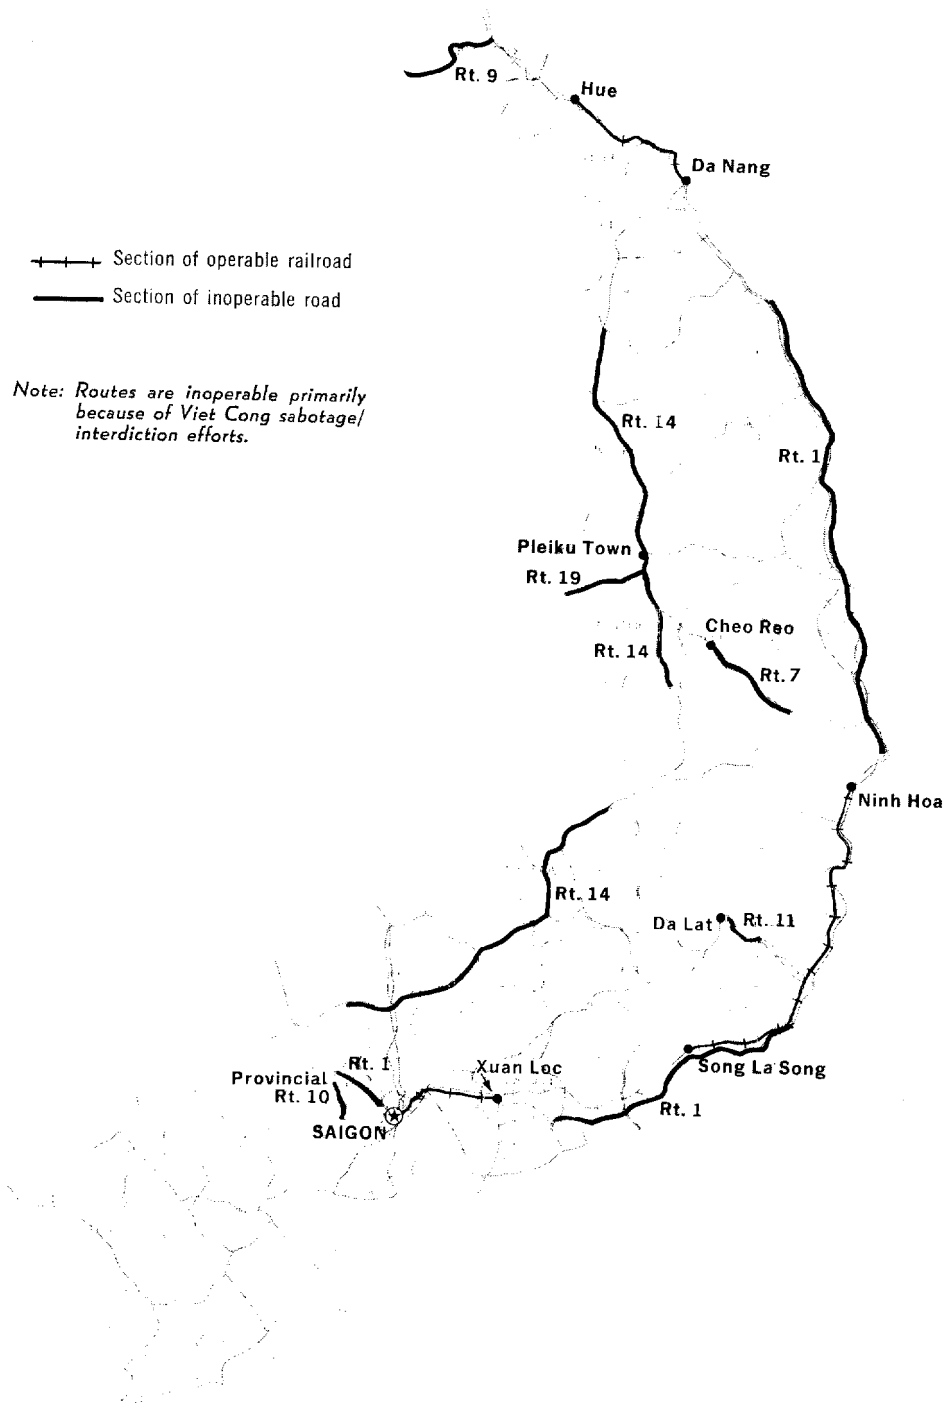 Rt. 9
Hue
Da Nang
Section of operable railroad
Section of inoperable road
Note: Routes are inoperable primarily
because of Viet Cong sabotage/
interdiction efforts.
Rt. 14
Rt. 1
Pleiku Town
Rt. 19
Cheo Reo
Rt. 14
Rt. 7
Ninh Hoa
Rt. 14
Da Lat
Rt. 11
Rt. 1
Xuan Loc
Song La Song
Provincial
Rt. 10
Rt. 1
SAIGON